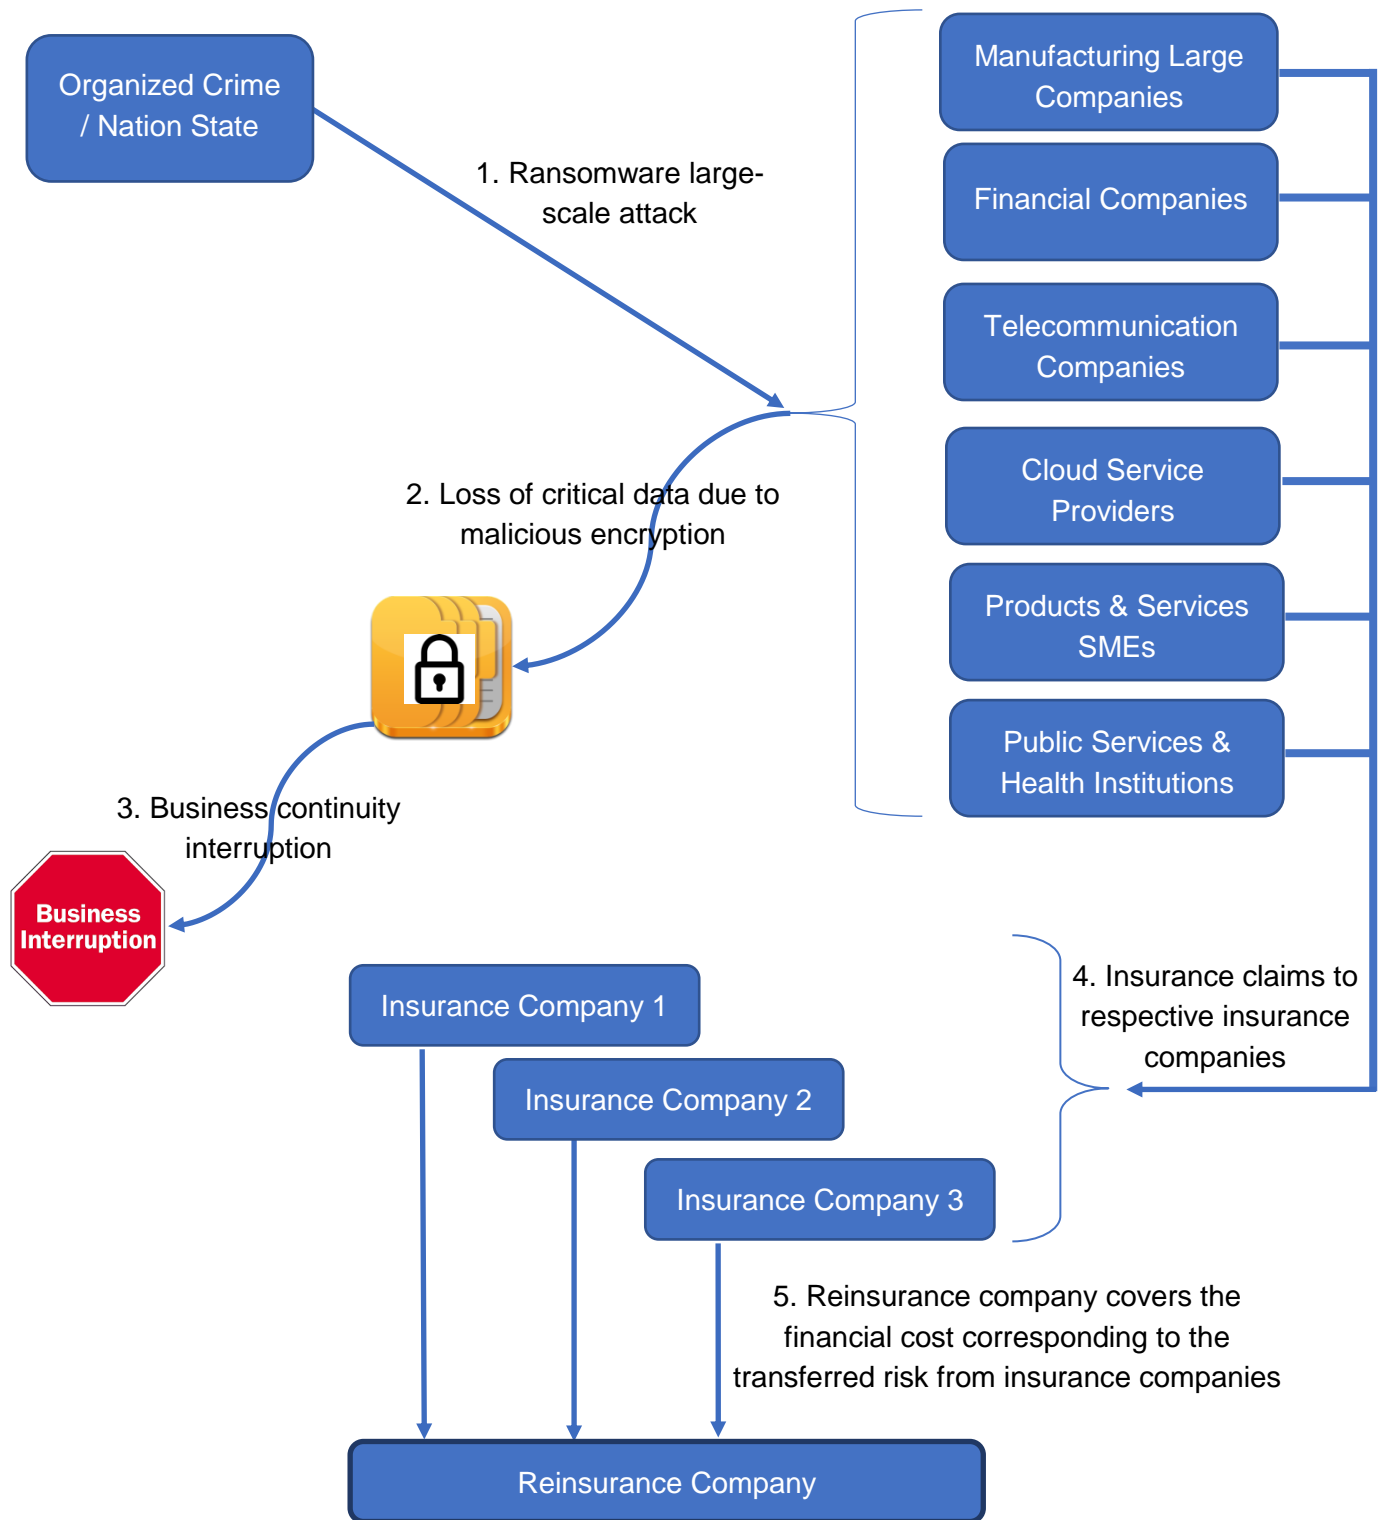 Organized Crime
/ Nation State
1. Ransomware large-
scale attack
Manufacturing Large
Companies
Financial Companies
Telecommunication
Companies
Cloud Service
Providers
Products & Services
SMEs
Public Services &
Health Institutions
2. Loss of critical data due to
malicious encryption
3. Business continuity
interruption
Business
Interruption
4. Insurance claims to
respective insurance
companies
Insurance Company 1
Insurance Company 2
Insurance Company 3
5. Reinsurance company covers the
financial cost corresponding to the
transferred risk from insurance companies
Reinsurance Company